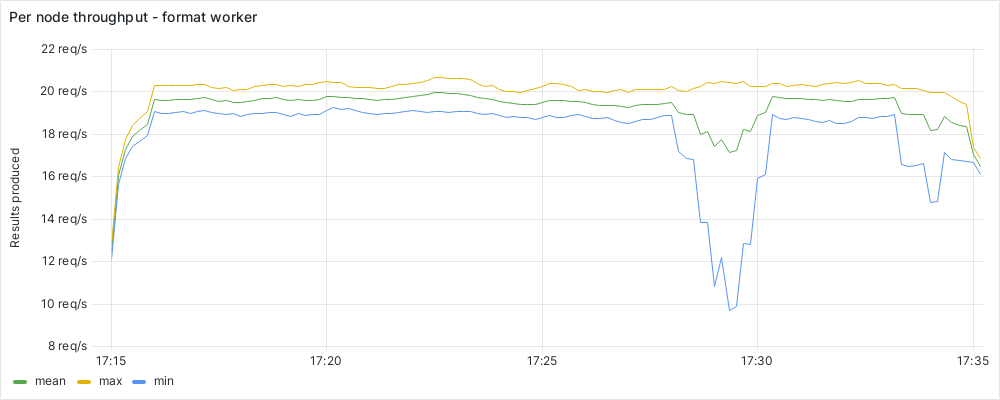 Per node throughput - format worker
22 req/s
20 req/s
18 req/s
16 req/s
14 req/s
12 req/s
10 req/s
8 req/s
Results produced
17:15 17:20 17:25 17:30 17:35
mean max min